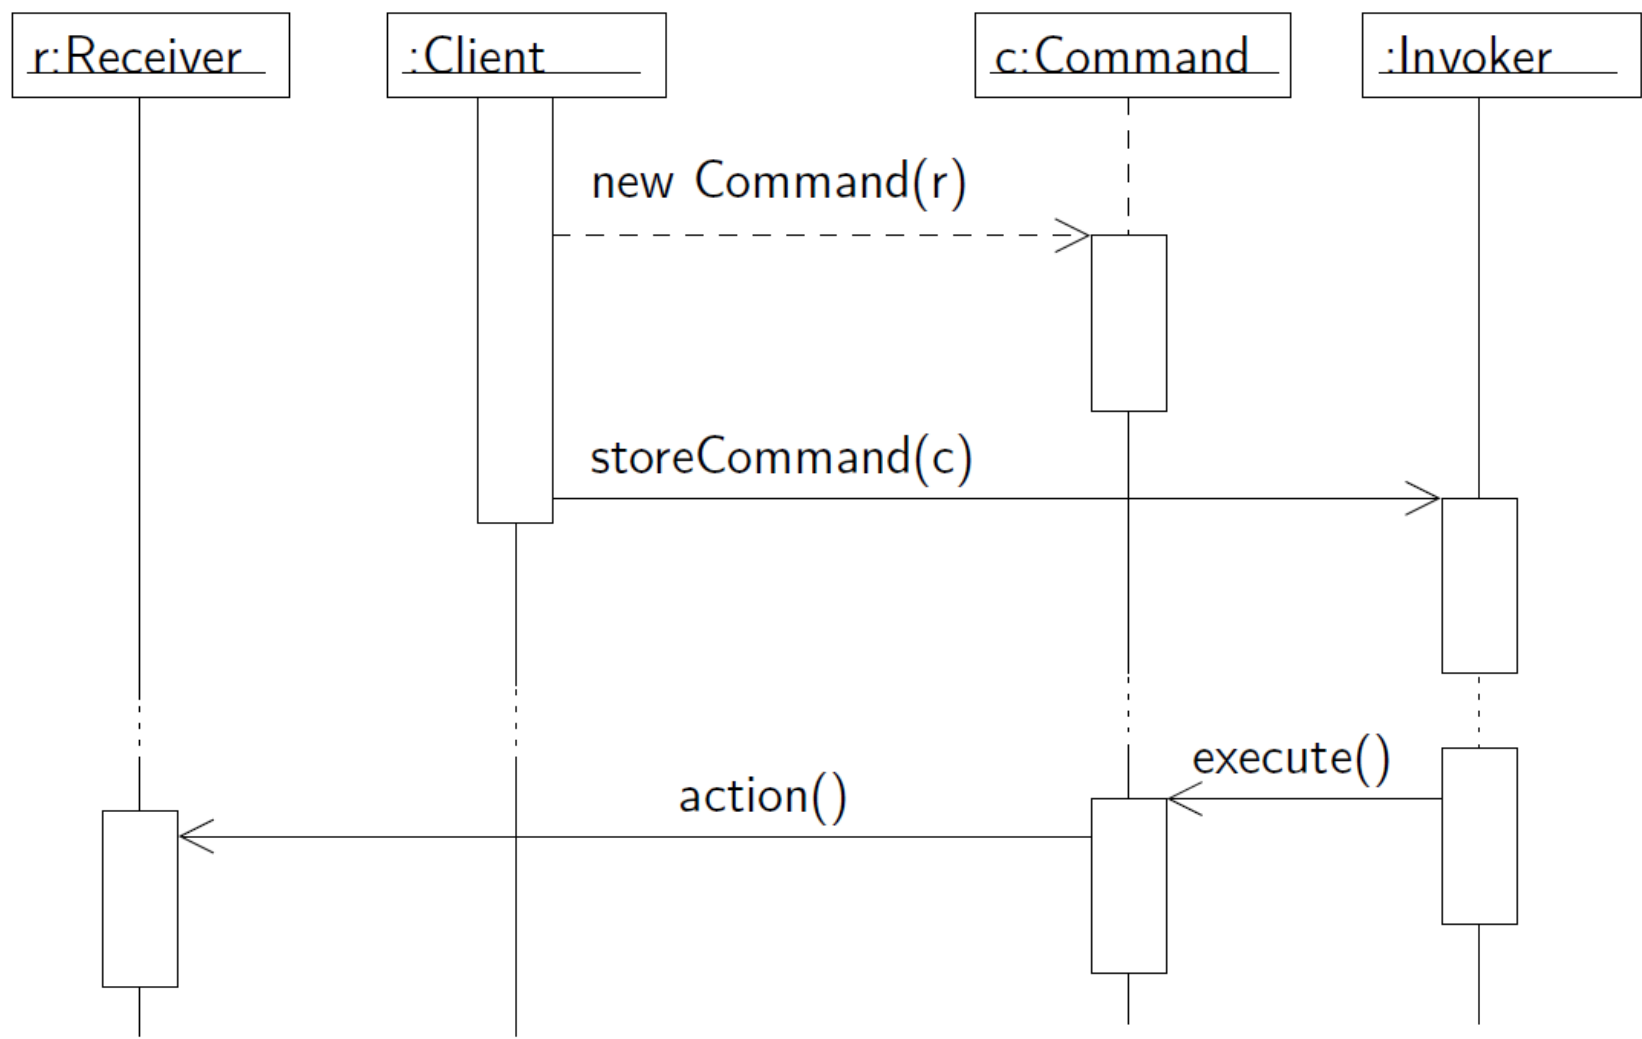 r:Receiver
:Client
c:Command
:Invoker
new Command(r)
storeCommand(c)
execute()
action()